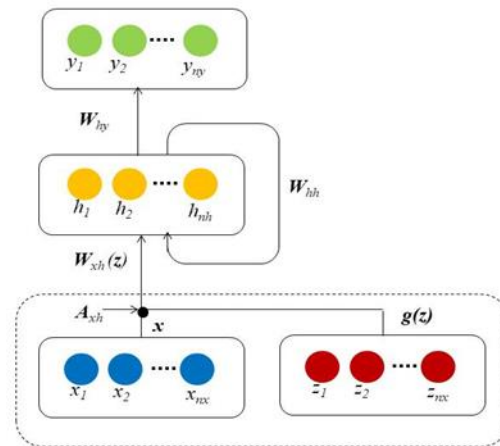 y1 y2 .... yny
Why
h1 h2 .... hnh
Whh
Wxh(z)
Axh
x
g(z)
x1 x2 .... xnx
z1 z2 .... znx